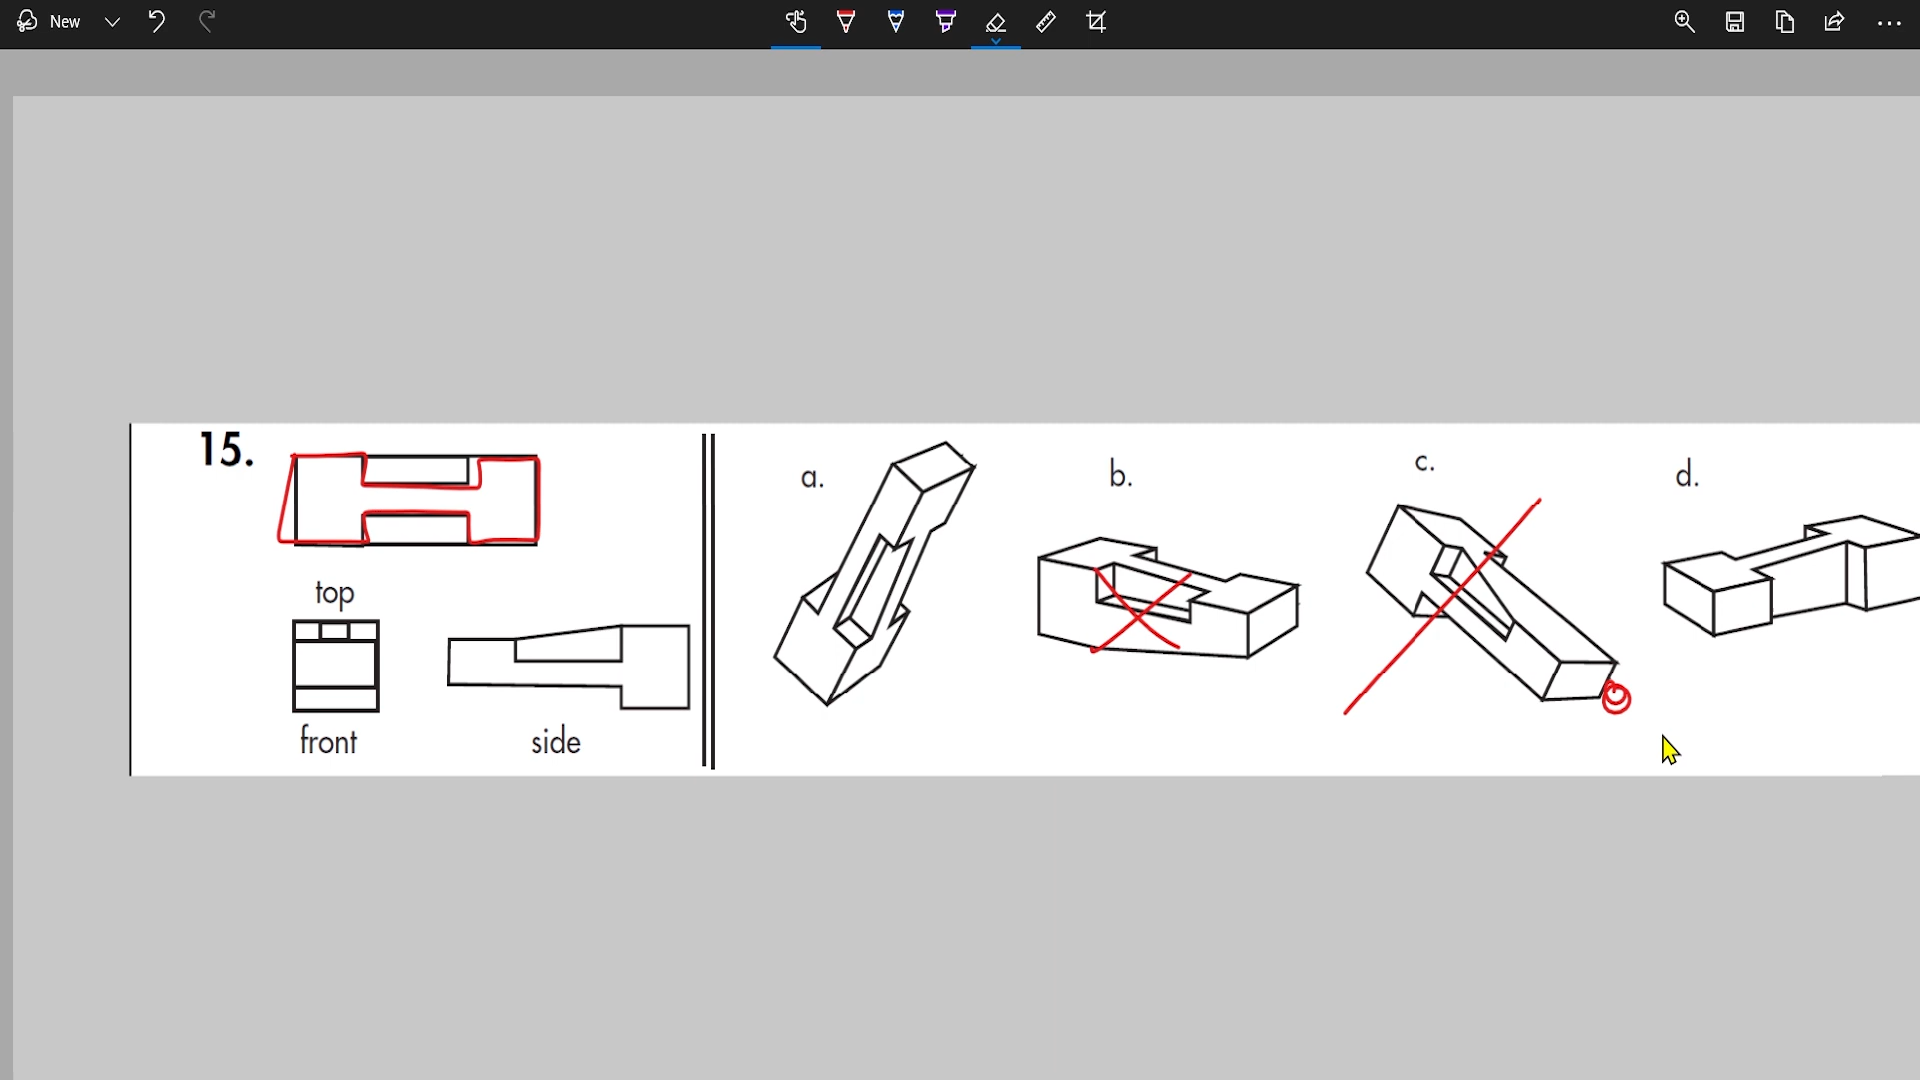 New
15.
a.
b.
c.
d.
top
front
side